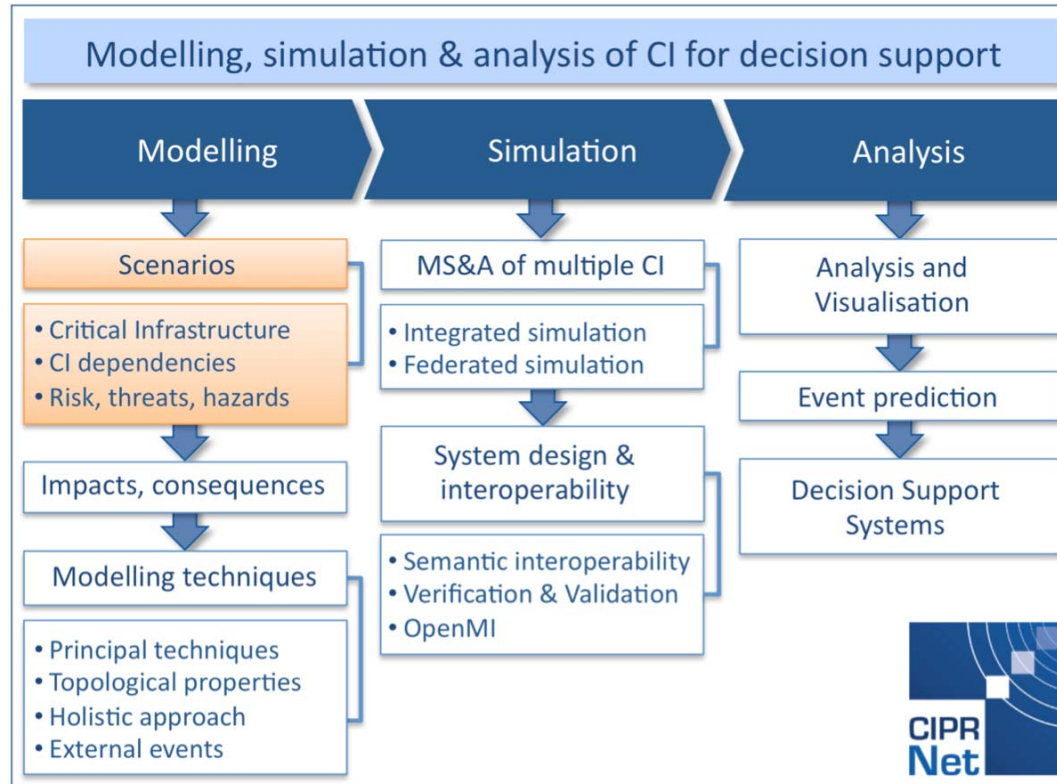 Modelling, simulation & analysis of CI for decision support
Modelling
Simulation
Analysis
Scenarios
• Critical Infrastructure
• CI dependencies
• Risk, threats, hazards
Impacts, consequences
Modelling techniques
• Principal techniques
• Topological properties
• Holistic approach
• External events
MS&A of multiple CI
• Integrated simulation
• Federated simulation
System design &
interoperability
• Semantic interoperability
• Verification & Validation
• OpenMI
Analysis and
Visualisation
Event prediction
Decision Support
Systems
CIPR
Net